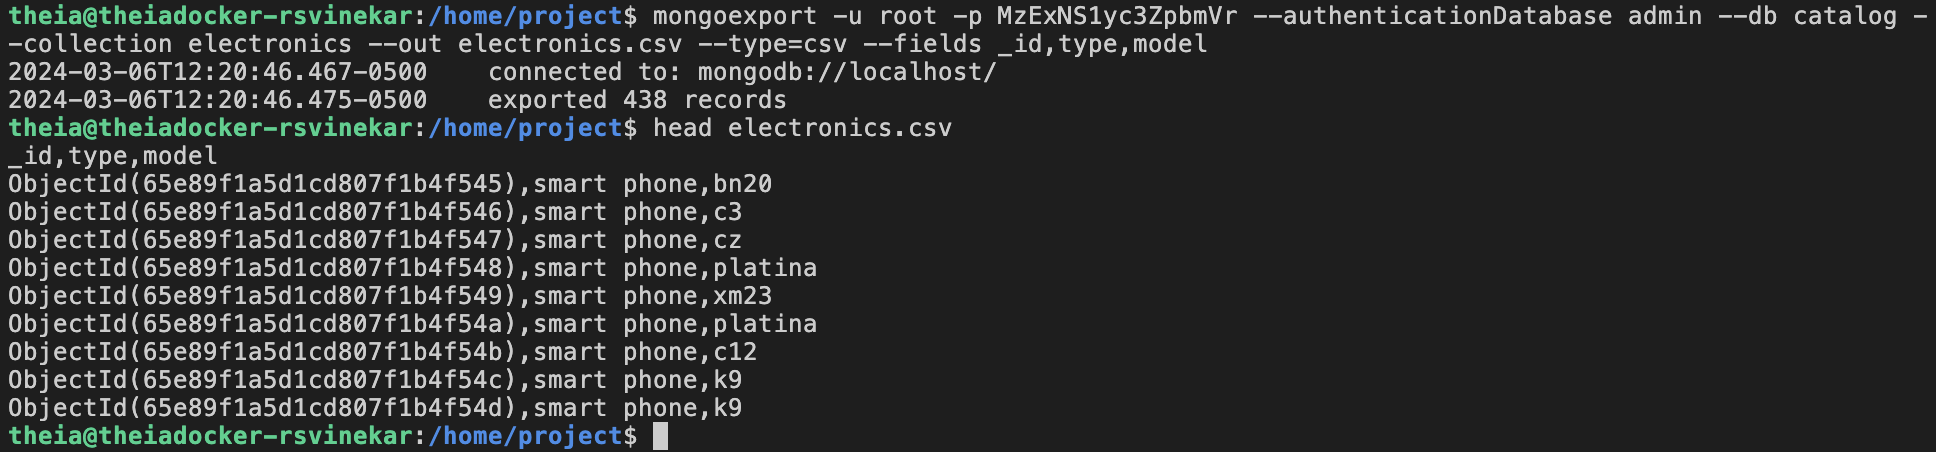 theia@theiadocker-rsvinekar:/home/project$ mongoexport -u root -p MzExNS1yc3ZpbmVr --authenticationDatabase admin --db catalog -
-collection electronics --out electronics.csv --type=csv --fields _id,type,model
2024-03-06T12:20:46.467-0500    connected to: mongodb://localhost/
2024-03-06T12:20:46.475-0500    exported 438 records
theia@theiadocker-rsvinekar:/home/project$ head electronics.csv
_id,type,model
ObjectId(65e89f1a5d1cd807f1b4f545),smart phone,bn20
ObjectId(65e89f1a5d1cd807f1b4f546),smart phone,c3
ObjectId(65e89f1a5d1cd807f1b4f547),smart phone,cz
ObjectId(65e89f1a5d1cd807f1b4f548),smart phone,platina
ObjectId(65e89f1a5d1cd807f1b4f549),smart phone,xm23
ObjectId(65e89f1a5d1cd807f1b4f54a),smart phone,platina
ObjectId(65e89f1a5d1cd807f1b4f54b),smart phone,c12
ObjectId(65e89f1a5d1cd807f1b4f54c),smart phone,k9
ObjectId(65e89f1a5d1cd807f1b4f54d),smart phone,k9
theia@theiadocker-rsvinekar:/home/project$